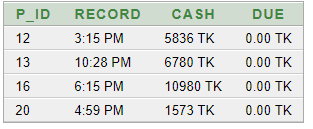 P_ID RECORD CASH DUE
12 3:15 PM 5836 TK 0.00 TK
13 10:28 PM 6780 TK 0.00 TK
16 6:15 PM 10980 TK 0.00 TK
20 4:59 PM 1573 TK 0.00 TK